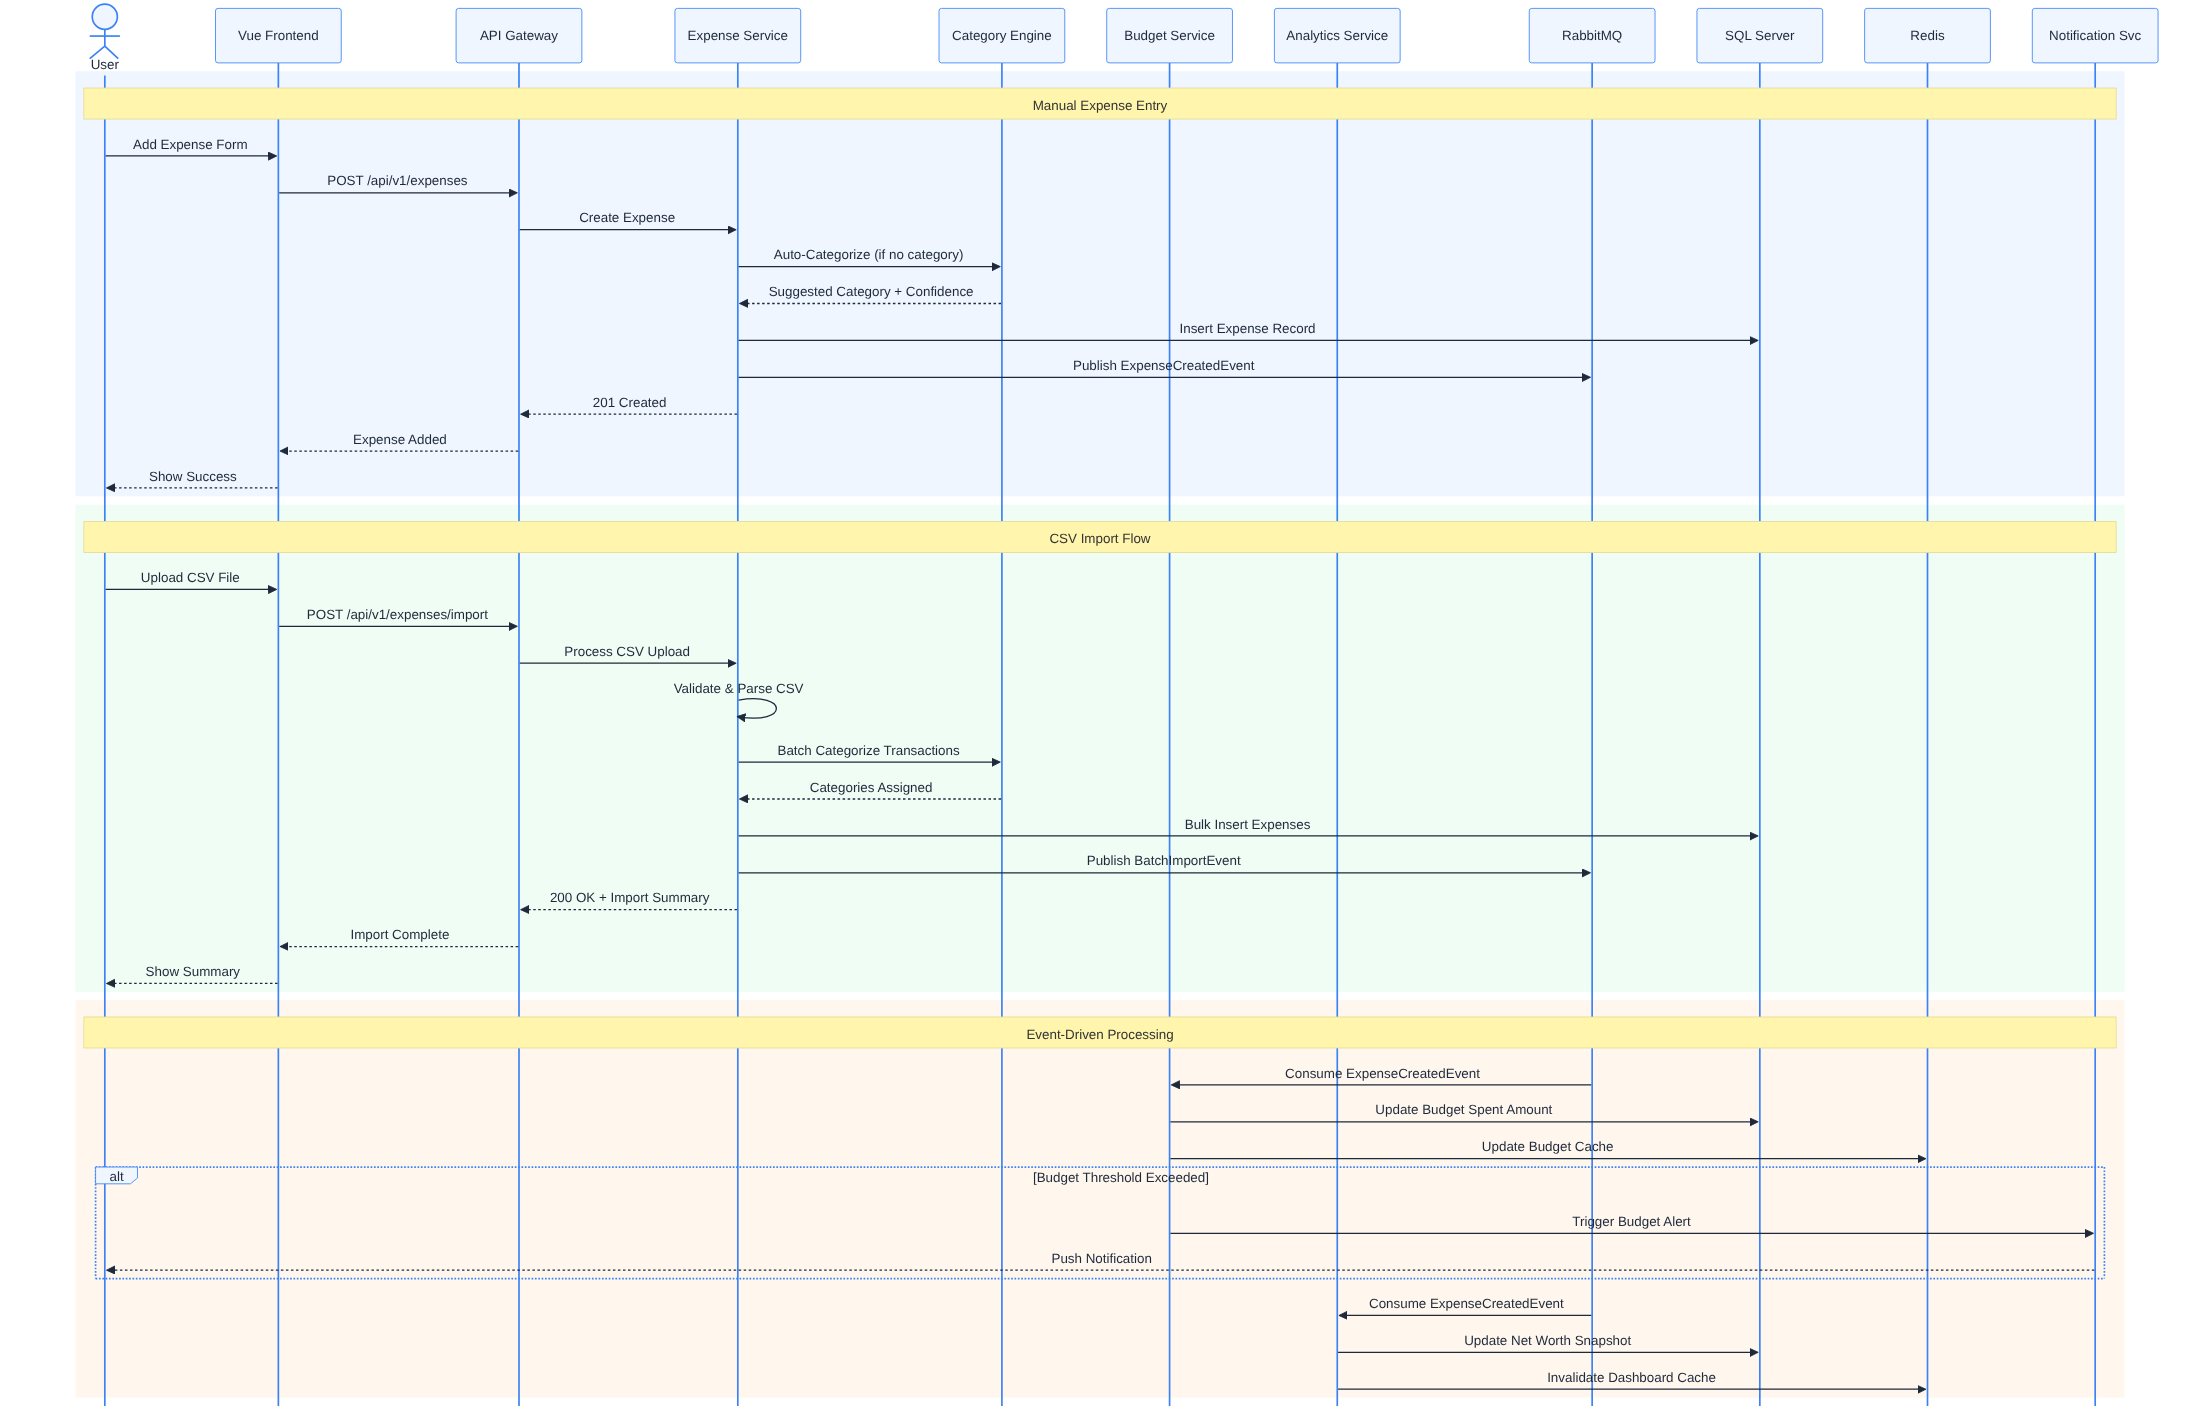 User
Vue Frontend
API Gateway
Expense Service
Category Engine
Budget Service
Analytics Service
RabbitMQ
SQL Server
Redis
Notification Svc
Manual Expense Entry
Add Expense Form
POST /api/v1/expenses
Create Expense
Auto-Categorize (if no category)
Suggested Category + Confidence
Insert Expense Record
Publish ExpenseCreatedEvent
201 Created
Expense Added
Show Success
CSV Import Flow
Upload CSV File
POST /api/v1/expenses/import
Process CSV Upload
Validate & Parse CSV
Batch Categorize Transactions
Categories Assigned
Bulk Insert Expenses
Publish BatchImportEvent
200 OK + Import Summary
Import Complete
Show Summary
Event-Driven Processing
Consume ExpenseCreatedEvent
Update Budget Spent Amount
Update Budget Cache
alt
[Budget Threshold Exceeded]
Trigger Budget Alert
Push Notification
Consume ExpenseCreatedEvent
Update Net Worth Snapshot
Invalidate Dashboard Cache